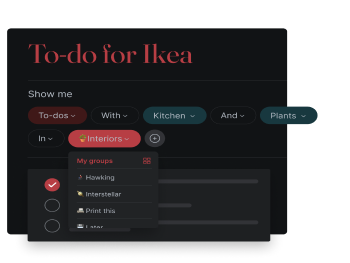 To-do for Ikea
Show me
To-dos With Kitchen And Plants
In Interiors
My groups
Hawking
Interstellar
Print this
Later